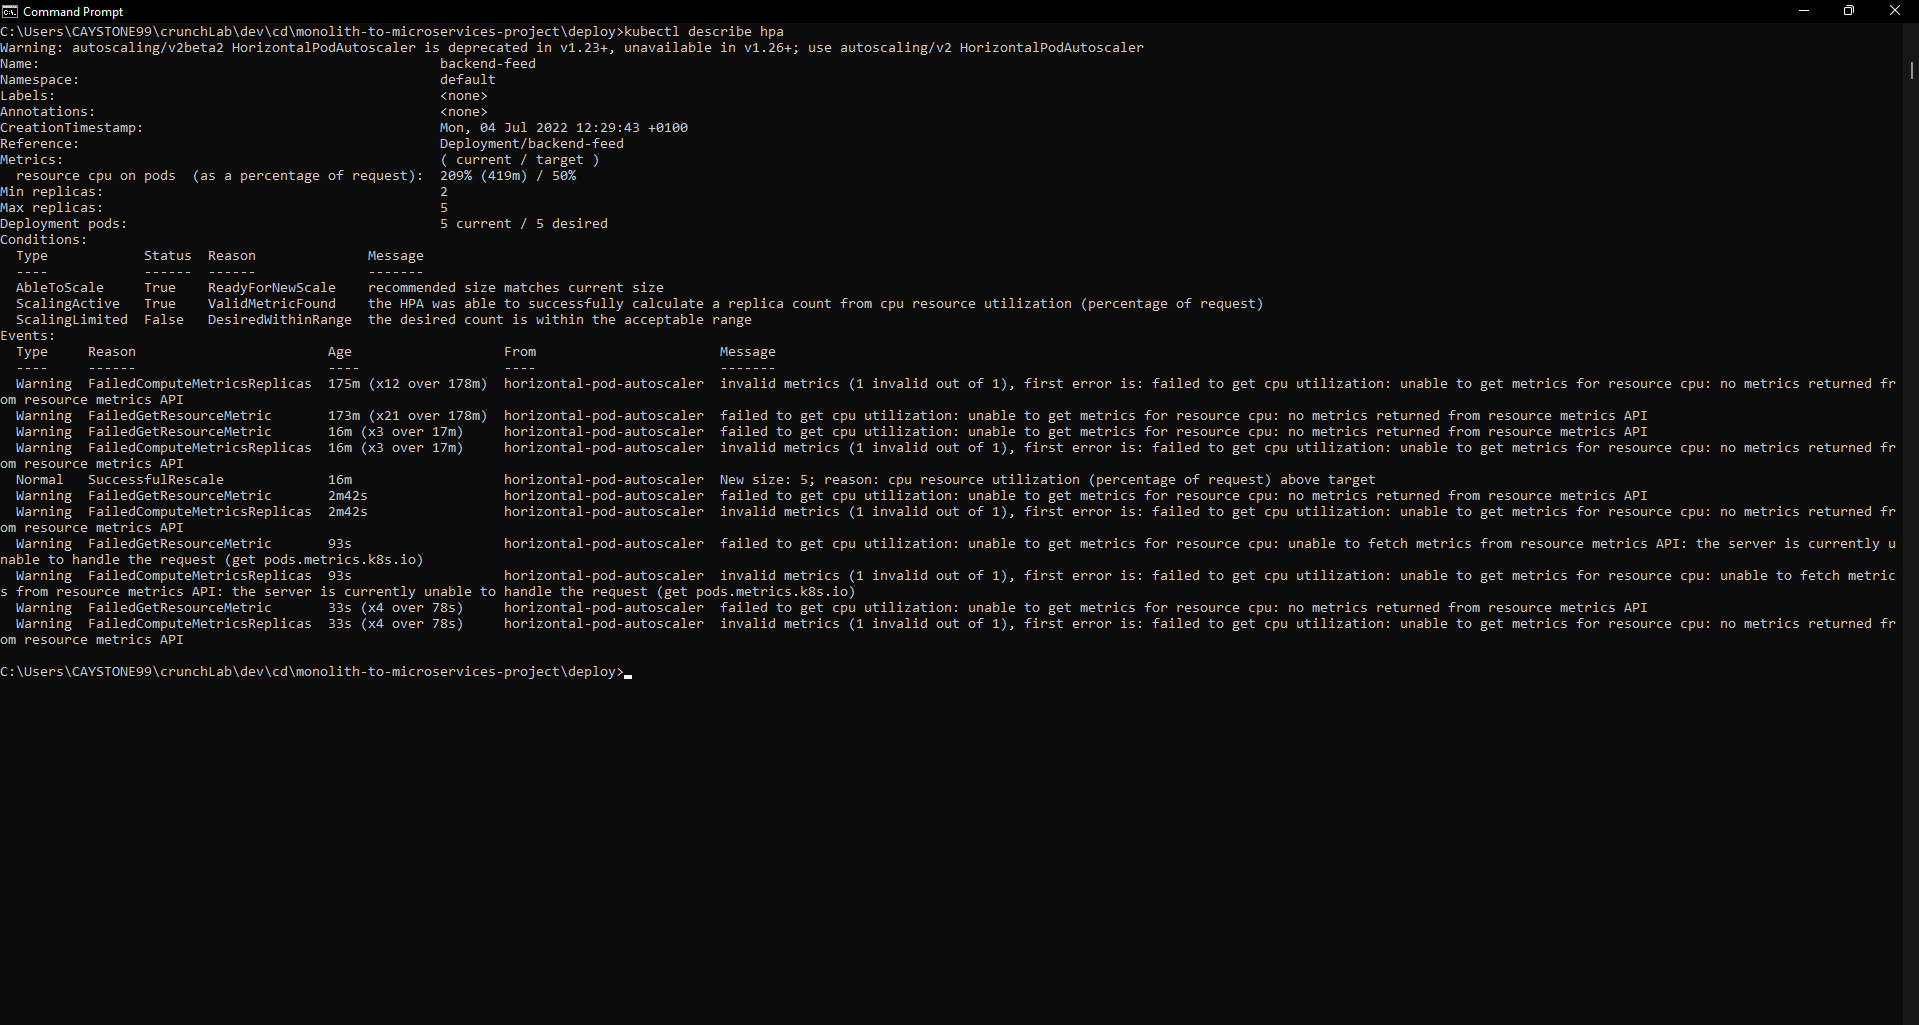 Command Prompt
C:\Users\CAYSTONE99\crunchLab\dev\cd\monolith-to-microservices-project\deploy>kubectl describe hpa
Warning: autoscaling/v2beta2 HorizontalPodAutoscaler is deprecated in v1.23+, unavailable in v1.26+; use autoscaling/v2 HorizontalPodAutoscaler
Name: backend-feed
Namespace: default
Labels: <none>
Annotations: <none>
CreationTimestamp: Mon, 04 Jul 2022 12:29:43 +0100
Reference: Deployment/backend-feed
Metrics: ( current / target )
resource cpu on pods (as a percentage of request): 209% (419m) / 50%
Min replicas: 2
Max replicas: 5
Deployment pods: 5 current / 5 desired
Conditions:
Type Status Reason Message
---- ------ ------ -------
AbleToScale True ReadyForNewScale recommended size matches current size
ScalingActive True ValidMetricFound the HPA was able to successfully calculate a replica count from cpu resource utilization (percentage of request)
ScalingLimited False DesiredWithinRange the desired count is within the acceptable range
Events:
Type Reason Age From Message
---- ------ ---- ---- -------
Warning FailedComputeMetricsReplicas 175m (x12 over 178m) horizontal-pod-autoscaler invalid metrics (1 invalid out of 1), first error is: failed to get cpu utilization: unable to get metrics for resource cpu: no metrics returned fr
om resource metrics API
Warning FailedGetResourceMetric 173m (x21 over 178m) horizontal-pod-autoscaler failed to get cpu utilization: unable to get metrics for resource cpu: no metrics returned from resource metrics API
Warning FailedGetResourceMetric 16m (x3 over 17m) horizontal-pod-autoscaler failed to get cpu utilization: unable to get metrics for resource cpu: no metrics returned from resource metrics API
Warning FailedComputeMetricsReplicas 16m (x3 over 17m) horizontal-pod-autoscaler invalid metrics (1 invalid out of 1), first error is: failed to get cpu utilization: unable to get metrics for resource cpu: no metrics returned fr
om resource metrics API
Normal SuccessfulRescale 16m horizontal-pod-autoscaler New size: 5; reason: cpu resource utilization (percentage of request) above target
Warning FailedGetResourceMetric 2m42s horizontal-pod-autoscaler failed to get cpu utilization: unable to get metrics for resource cpu: no metrics returned from resource metrics API
Warning FailedComputeMetricsReplicas 2m42s horizontal-pod-autoscaler invalid metrics (1 invalid out of 1), first error is: failed to get cpu utilization: unable to get metrics for resource cpu: no metrics returned fr
om resource metrics API
Warning FailedGetResourceMetric 93s horizontal-pod-autoscaler failed to get cpu utilization: unable to get metrics for resource cpu: unable to fetch metrics from resource metrics API: the server is currently u
nable to handle the request (get pods.metrics.k8s.io)
Warning FailedComputeMetricsReplicas 93s horizontal-pod-autoscaler invalid metrics (1 invalid out of 1), first error is: failed to get cpu utilization: unable to get metrics for resource cpu: unable to fetch metric
s from resource metrics API: the server is currently unable to handle the request (get pods.metrics.k8s.io)
Warning FailedGetResourceMetric 33s (x4 over 78s) horizontal-pod-autoscaler failed to get cpu utilization: unable to get metrics for resource cpu: no metrics returned from resource metrics API
Warning FailedComputeMetricsReplicas 33s (x4 over 78s) horizontal-pod-autoscaler invalid metrics (1 invalid out of 1), first error is: failed to get cpu utilization: unable to get metrics for resource cpu: no metrics returned fr
om resource metrics API
C:\Users\CAYSTONE99\crunchLab\dev\cd\monolith-to-microservices-project\deploy>